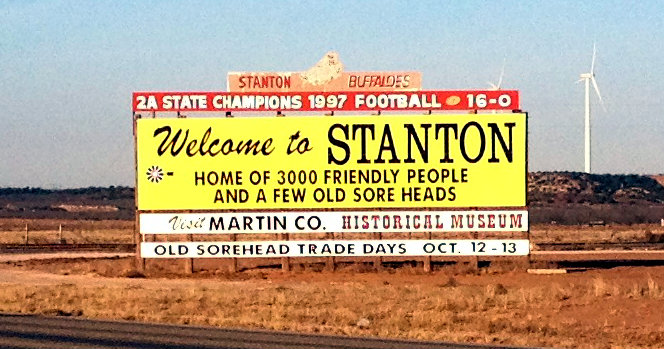 STANTON BUFFALOES
2A STATE CHAMPIONS 1997 FOOTBALL 16-0
Welcome to STANTON
HOME OF 3000 FRIENDLY PEOPLE
AND A FEW OLD SORE HEADS
Visit MARTIN CO. HISTORICAL MUSEUM
OLD SOREHEAD TRADE DAYS OCT. 12-13